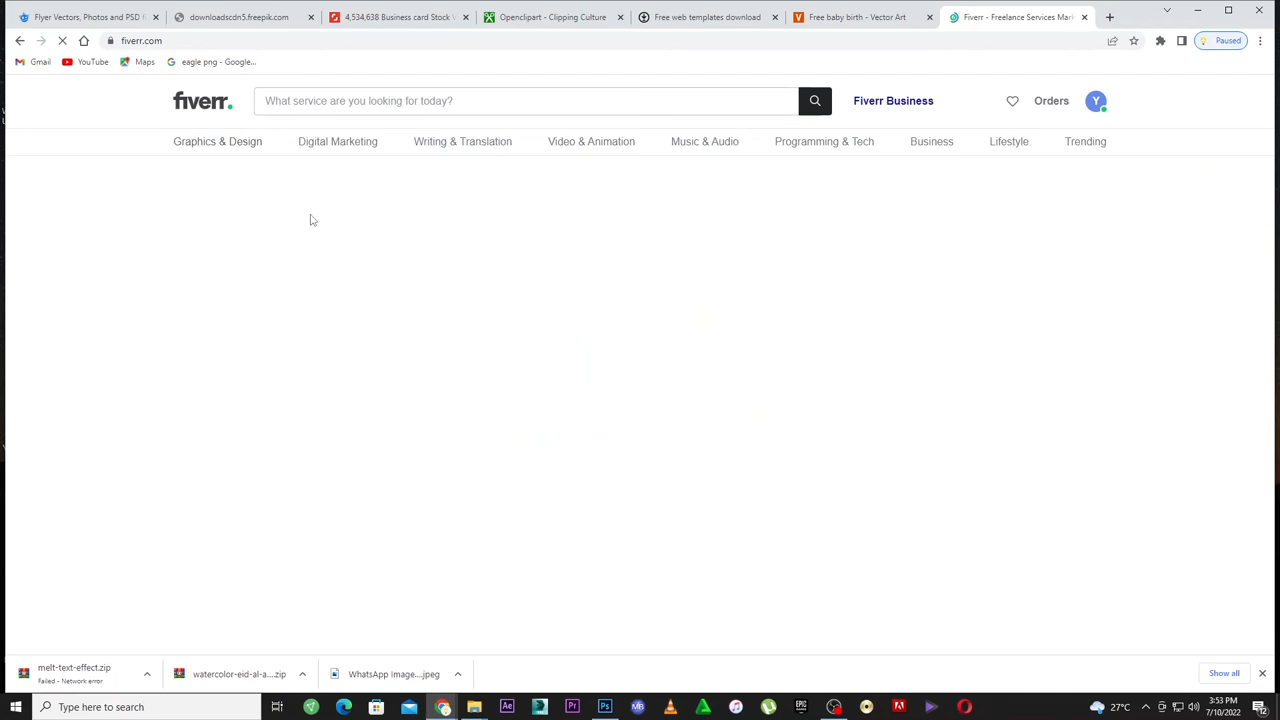 Flyer Vectors, Photos and PSD f
downloadscdn5.freepik.com
4,534,638 Business card Stock V
Openclipart - Clipping Culture
Free web templates download
Free baby birth - Vector Art
Fiverr - Freelance Services Mark
fiverr.com
Paused
Gmail
YouTube
Maps
eagle png - Google...
fiverr.
What service are you looking for today?
Fiverr Business
Orders
Y
Graphics & Design
Digital Marketing
Writing & Translation
Video & Animation
Music & Audio
Programming & Tech
Business
Lifestyle
Trending
melt-text-effect.zip
Failed - Network error
watercolor-eid-al-a....zip
WhatsApp Image....jpeg
Show all
Type here to search
27°C
3:53 PM
7/10/2022